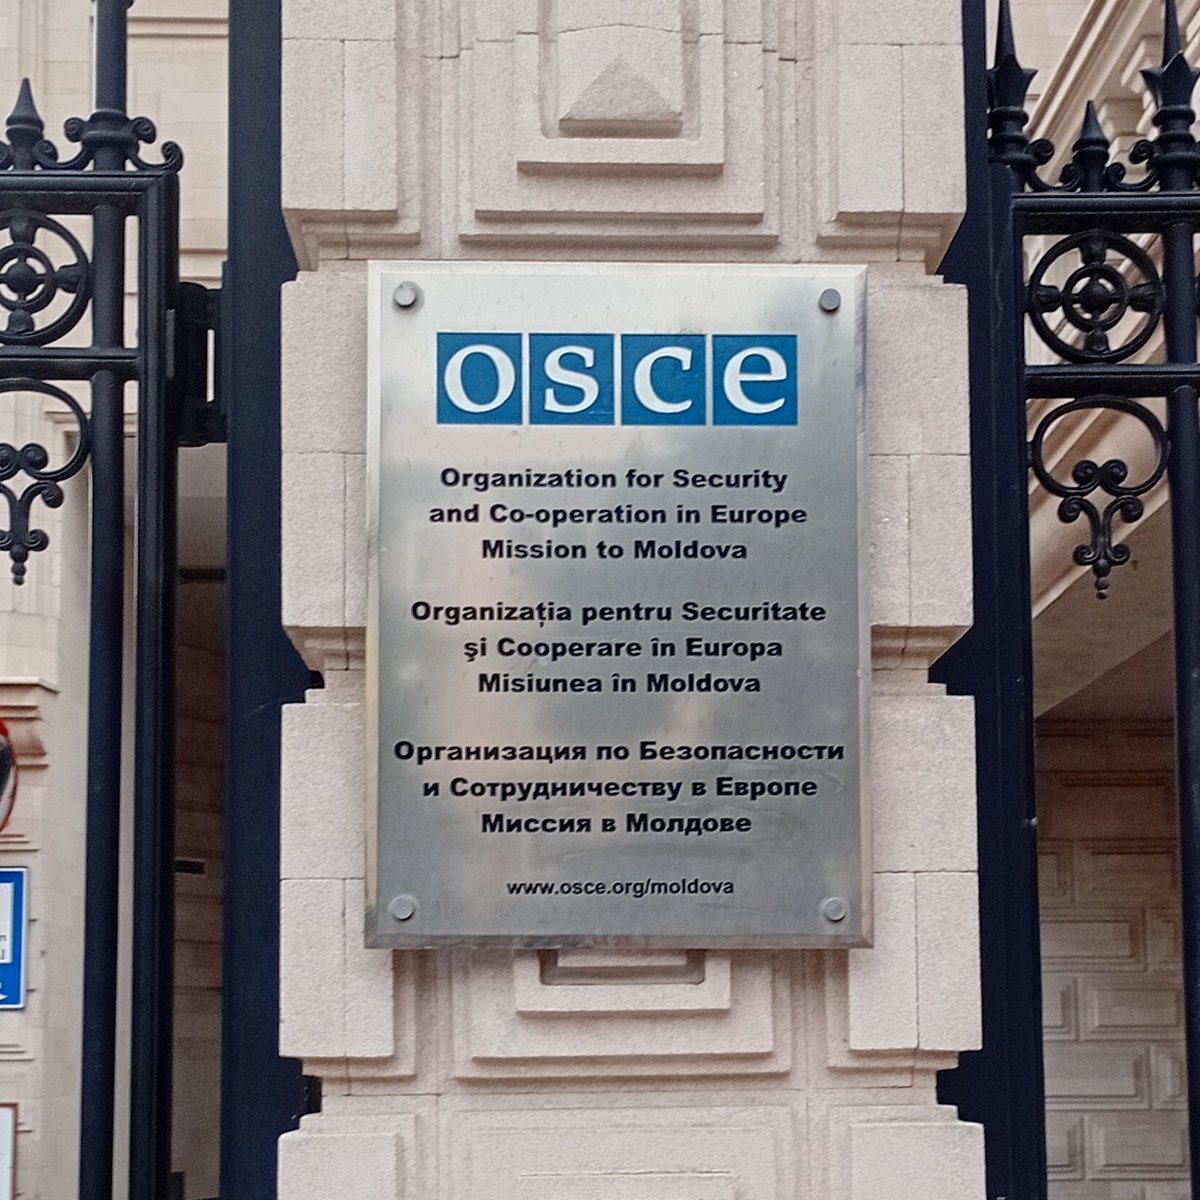 osce
Organization for Security
and Co-operation in Europe
Mission to Moldova
Organizația pentru Securitate
şi Cooperare în Europa
Misiunea în Moldova
Организация по Безопасности
и Сотрудничеству в Европе
Миссия в Молдове
www.osce.org/moldova